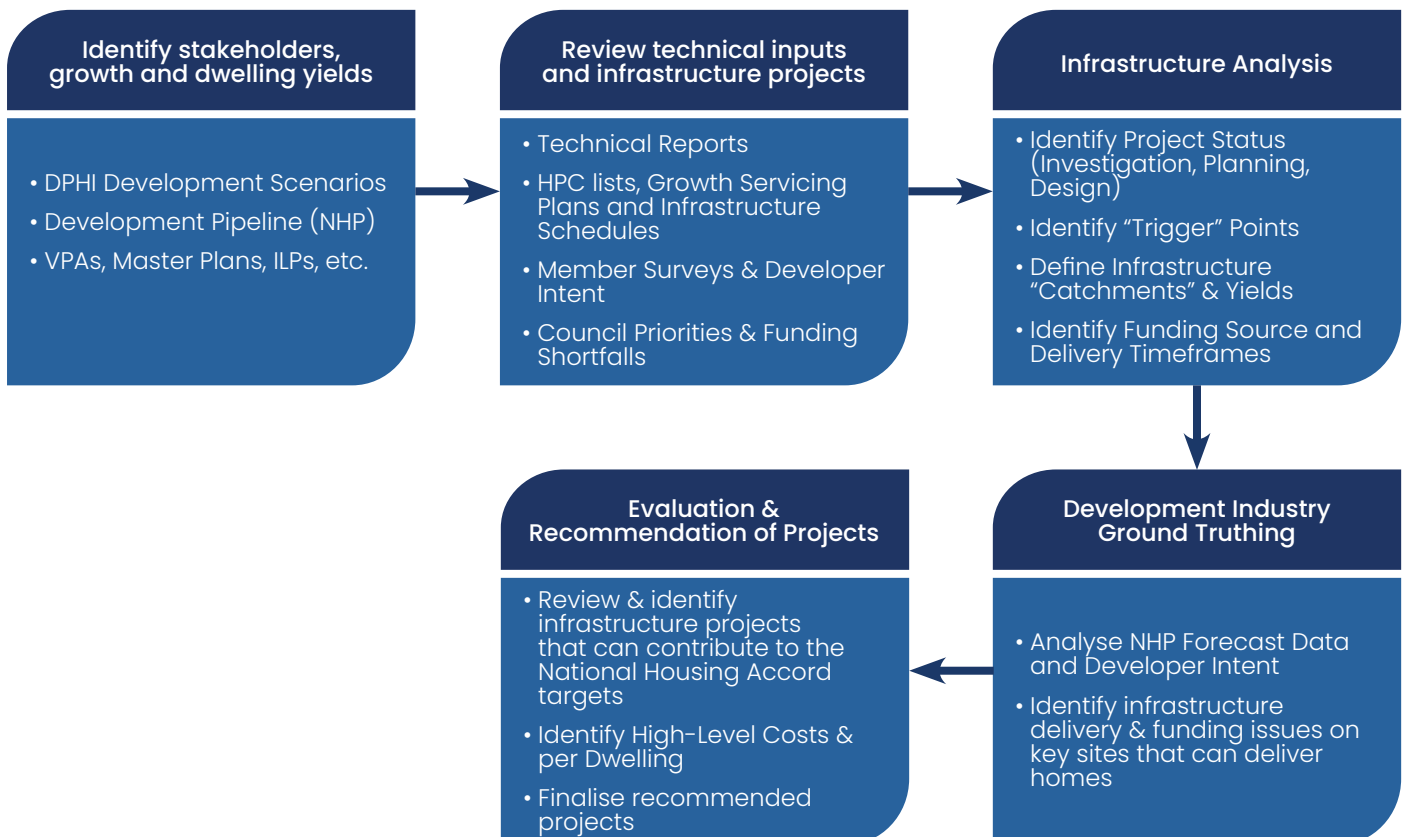 Identify stakeholders,
growth and dwelling yields
• DPHI Development Scenarios
• Development Pipeline (NHP)
• VPAs, Master Plans, ILPs, etc.
Review technical inputs
and infrastructure projects
• Technical Reports
• HPC lists, Growth Servicing
Plans and Infrastructure
Schedules
• Member Surveys & Developer
Intent
• Council Priorities & Funding
Shortfalls
Infrastructure Analysis
• Identify Project Status
(Investigation, Planning,
Design)
• Identify “Trigger” Points
• Define Infrastructure
“Catchments” & Yields
• Identify Funding Source and
Delivery Timeframes
Development Industry
Ground Truthing
• Analyse NHP Forecast Data
and Developer Intent
• Identify infrastructure
delivery & funding issues on
key sites that can deliver
homes
Evaluation &
Recommendation of Projects
• Review & identify
infrastructure projects
that can contribute to the
National Housing Accord
targets
• Identify High-Level Costs &
per Dwelling
• Finalise recommended
projects